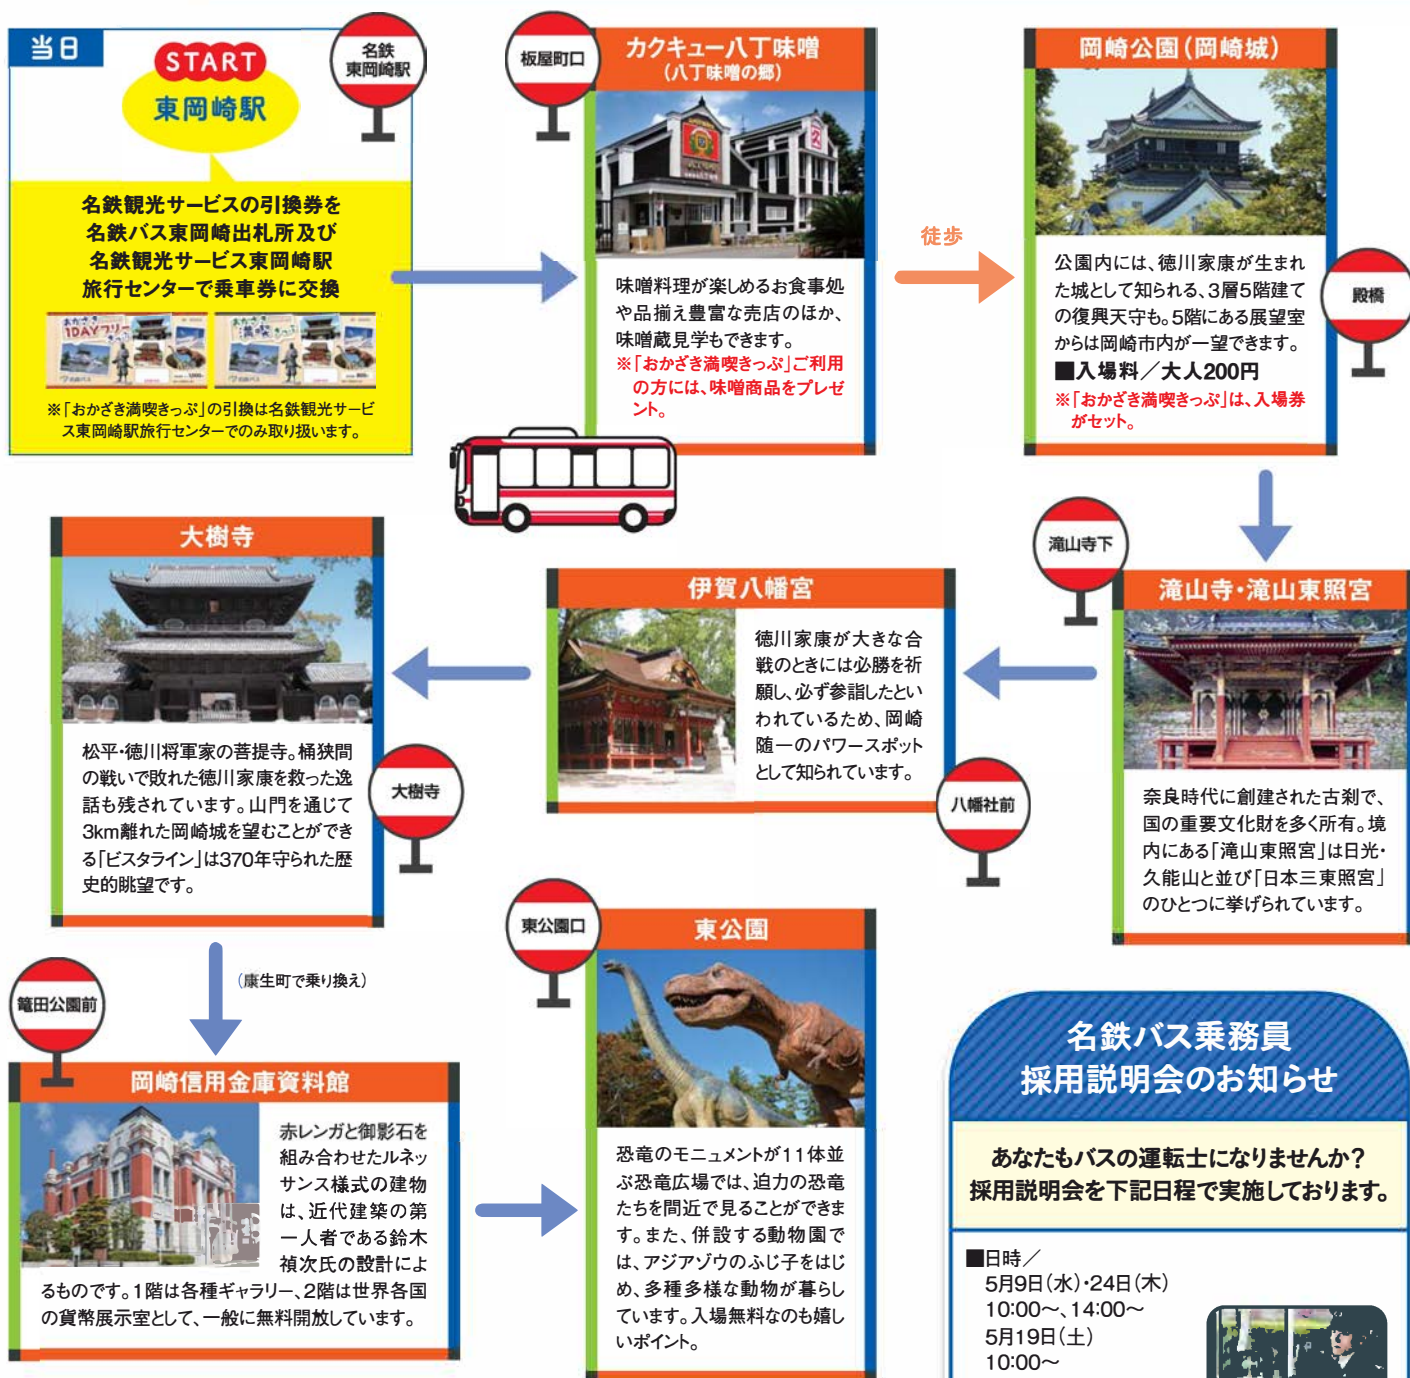 当日
START
東岡崎駅
名鉄
東岡崎駅
名鉄観光サービスの引換券を
名鉄バス東岡崎出札所及び
名鉄観光サービス東岡崎駅
旅行センターで乗車券に交換
おかざき
1DAYフリー
きっぷ
おかざき
満喫きっぷ
※「おかざき満喫きっぷ」の引換は名鉄観光サービ
ス東岡崎駅旅行センターでのみ取り扱います。
板屋町口
カクキュー八丁味噌
(八丁味噌の郷)
味噌料理が楽しめるお食事処
や品揃え豊富な売店のほか、
味噌蔵見学もできます。
※「おかざき満喫きっぷ」ご利用
の方には、味噌商品をプレゼ
ント。
徒歩
岡崎公園(岡崎城)
公園内には、徳川家康が生まれ
た城として知られる、3層5階建て
の復興天守も。5階にある展望室
からは岡崎市内が一望できます。
■入場料／大人200円
※「おかざき満喫きっぷ」は、入場券
がセット。
殿橋
滝山寺下
滝山寺・滝山東照宮
奈良時代に創建された古刹で、
国の重要文化財を多く所有。境
内にある「滝山東照宮」は日光・
久能山と並び「日本三東照宮」
のひとつに挙げられています。
伊賀八幡宮
徳川家康が大きな合
戦のときには必勝を祈
願し、必ず参詣したとい
われているため、岡崎
随一のパワースポット
として知られています。
八幡社前
大樹寺
松平・徳川将軍家の菩提寺。桶狭間
の戦いで敗れた徳川家康を救った逸
話も残されています。山門を通じて
3km離れた岡崎城を望むことができ
る「ビスタライン」は370年守られた歴
史的眺望です。
大樹寺
(康生町で乗り換え)
篭田公園前
岡崎信用金庫資料館
赤レンガと御影石を
組み合わせたルネッ
サンス様式の建物
は、近代建築の第
一人者である鈴木
禎次氏の設計によ
るものです。1階は各種ギャラリー、2階は世界各国
の貨幣展示室として、一般に無料開放しています。
東公園口
東公園
恐竜のモニュメントが11体並
ぶ恐竜広場では、迫力の恐竜
たちを間近で見ることができま
す。また、併設する動物園で
は、アジアゾウのふじ子をはじ
め、多種多様な動物が暮らし
ています。入場無料なのも嬉し
いポイント。
名鉄バス乗務員
採用説明会のお知らせ
あなたもバスの運転士になりませんか?
採用説明会を下記日程で実施しております。
■日時／
5月9日(水)・24日(木)
10:00～、14:00～
5月19日(土)
10:00～